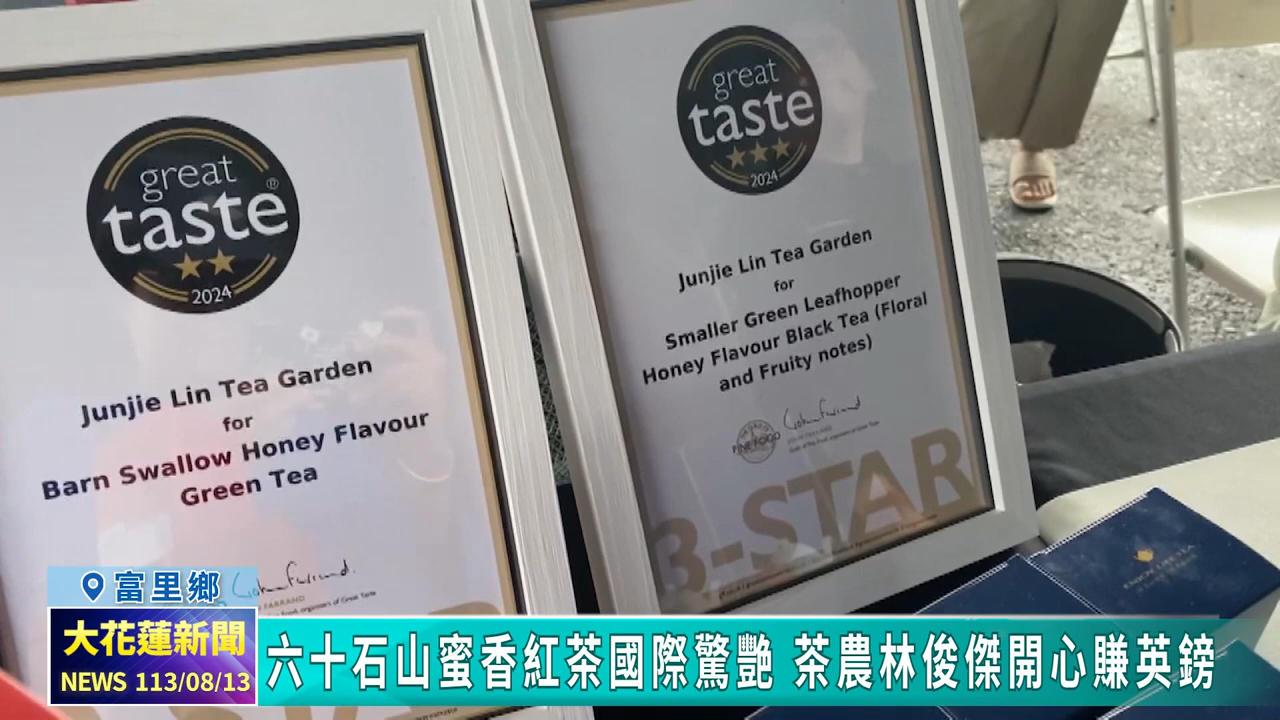 great
taste®
2024
Junjie Lin Tea Garden
for
Barn Swallow Honey Flavour
Green Tea
FARRAND
great
taste
2024
Junjie Lin Tea Garden
for
Smaller Green Leafhopper
Honey Flavour Black Tea (Floral
and Fruity notes)
FINE FOOD
3-STAR
富里鄉
大花蓮新聞
NEWS 113/08/13
六十石山蜜香紅茶國際驚艷 茶農林俊傑開心賺英鎊